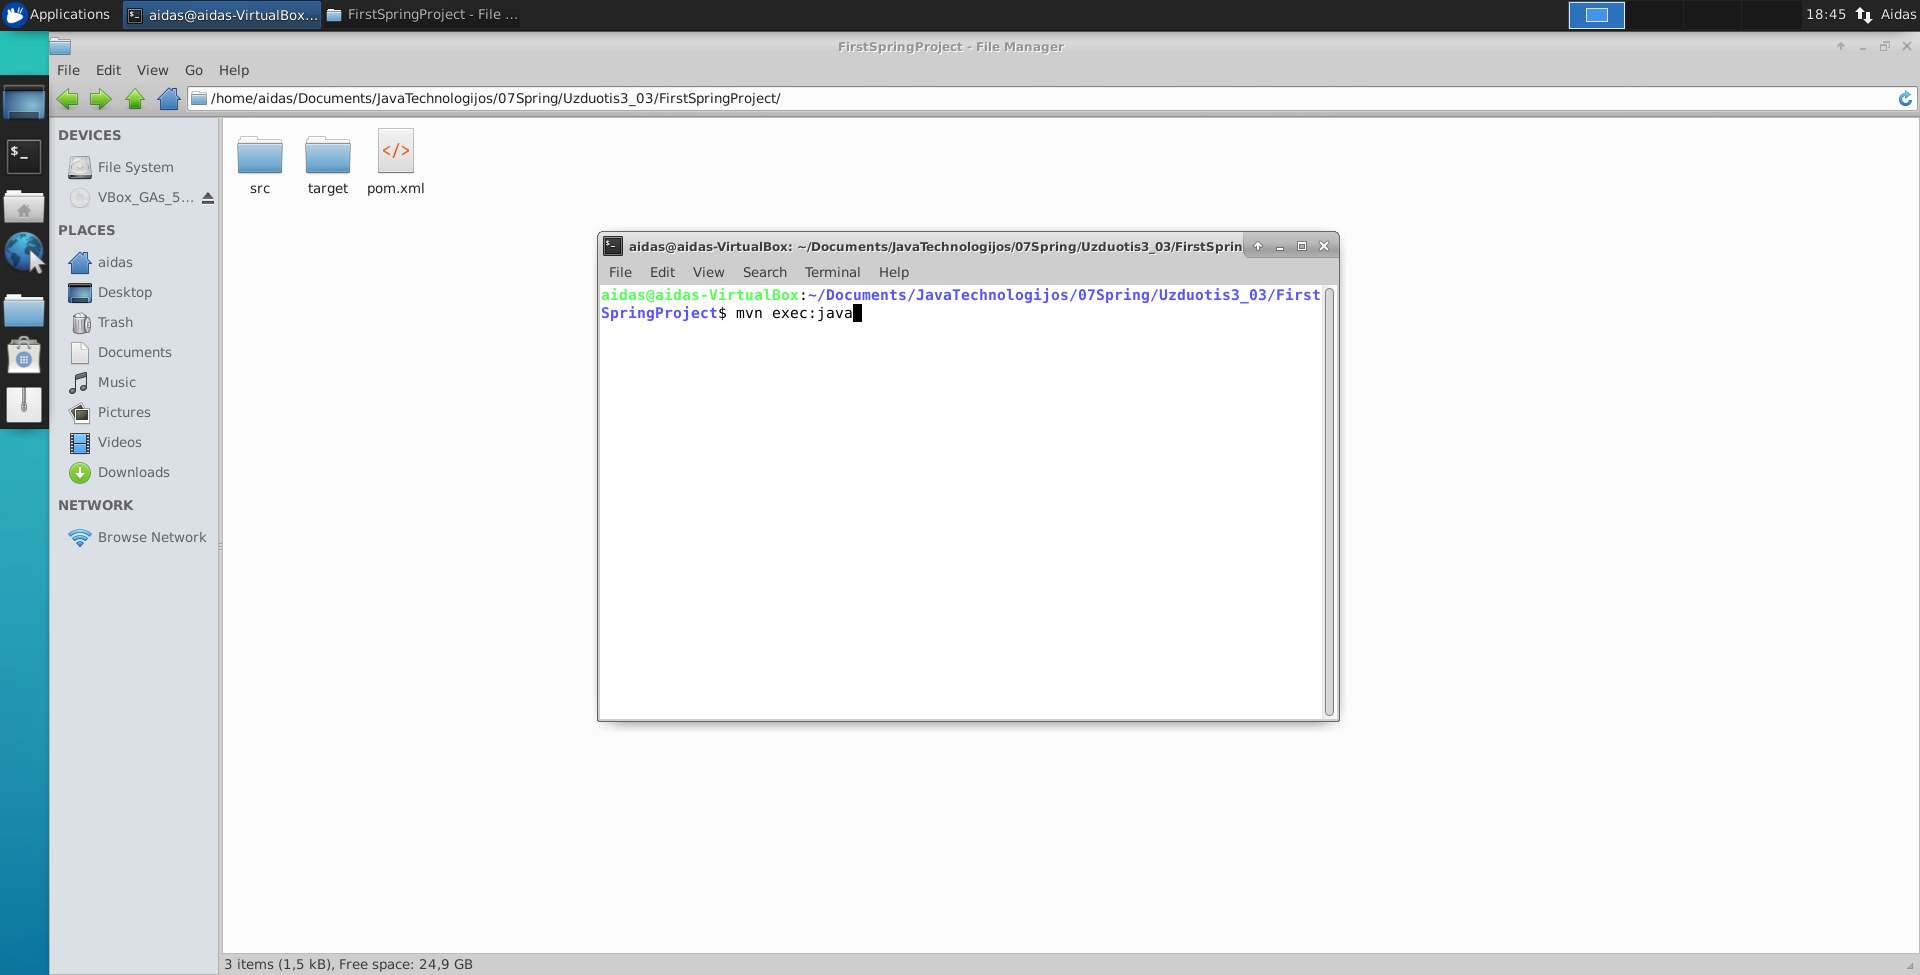 Applications
aidas@aidas-VirtualBox...
FirstSpringProject - File ...
18:45
Aidas
FirstSpringProject - File Manager
File Edit View Go Help
/home/aidas/Documents/JavaTechnologijos/07Spring/Uzduotis3_03/FirstSpringProject/
DEVICES
File System
VBox_GAs_5...
PLACES
aidas
Desktop
Trash
Documents
Music
Pictures
Videos
Downloads
NETWORK
Browse Network
</>
src target pom.xml
$_
aidas@aidas-VirtualBox: ~/Documents/JavaTechnologijos/07Spring/Uzduotis3_03/FirstSprin
File Edit View Search Terminal Help
aidas@aidas-VirtualBox:~/Documents/JavaTechnologijos/07Spring/Uzduotis3_03/First
SpringProject$ mvn exec:java
3 items (1,5 kB), Free space: 24,9 GB